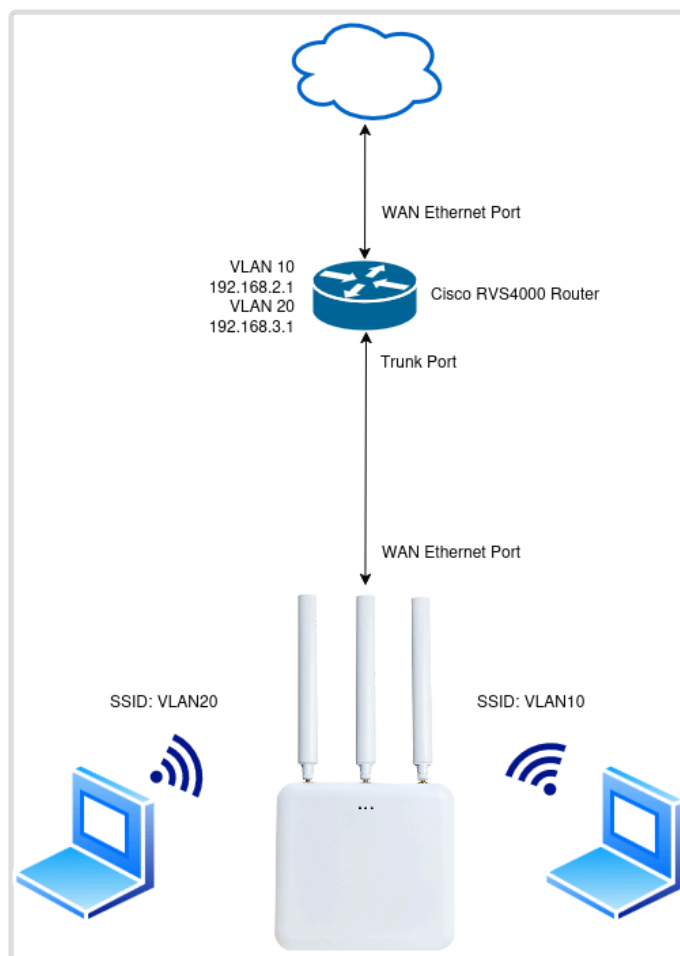 WAN Ethernet Port
VLAN 10
192.168.2.1
VLAN 20
192.168.3.1
Cisco RVS4000 Router
Trunk Port
WAN Ethernet Port
SSID: VLAN20
SSID: VLAN10